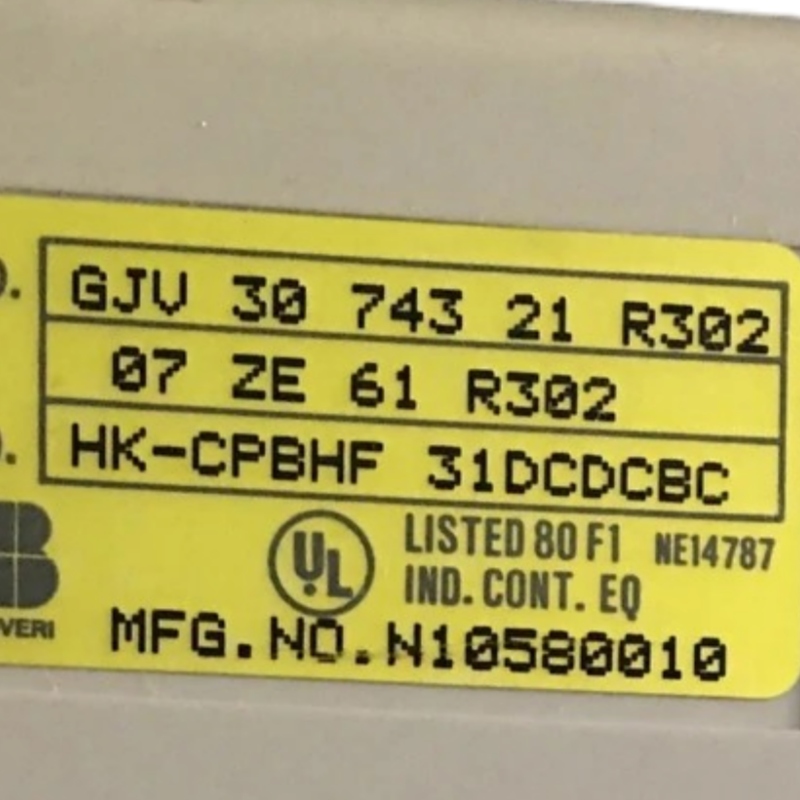 GJV 30 743 21 R302
07 ZE 61 R302
HK-CPBHF 31DCDCBC
UL
LISTED 80 F1 NE14787
IND. CONT. EQ
VERI
MFG.NO.N10580010